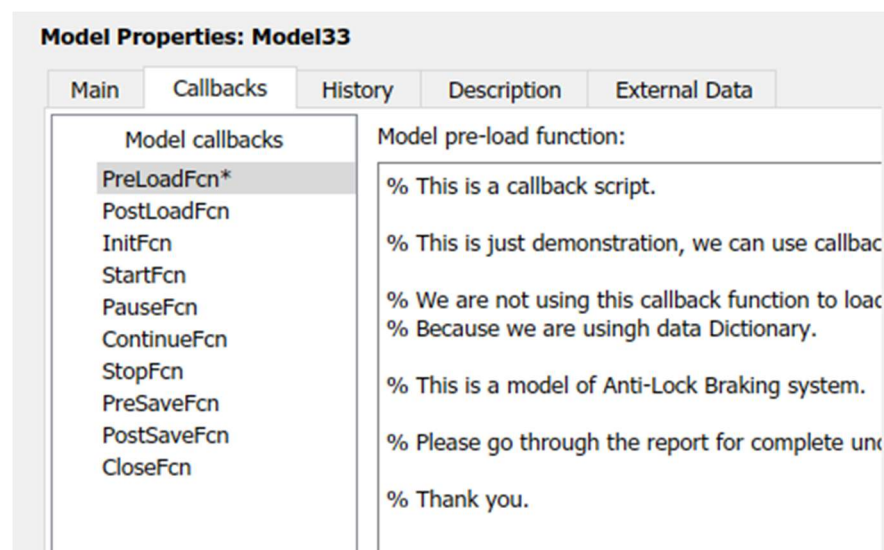 Model Properties: Model33
Main Callbacks History Description External Data
Model callbacks
PreLoadFcn*
PostLoadFcn
InitFcn
StartFcn
PauseFcn
ContinueFcn
StopFcn
PreSaveFcn
PostSaveFcn
CloseFcn
Model pre-load function:
% This is a callback script.
% This is just demonstration, we can use
% We are not using this callback function to
% Because we are usingh data Dictionary.
% This is a model of Anti-Lock Braking system.
% Please go through the report for complete
% Thank you.